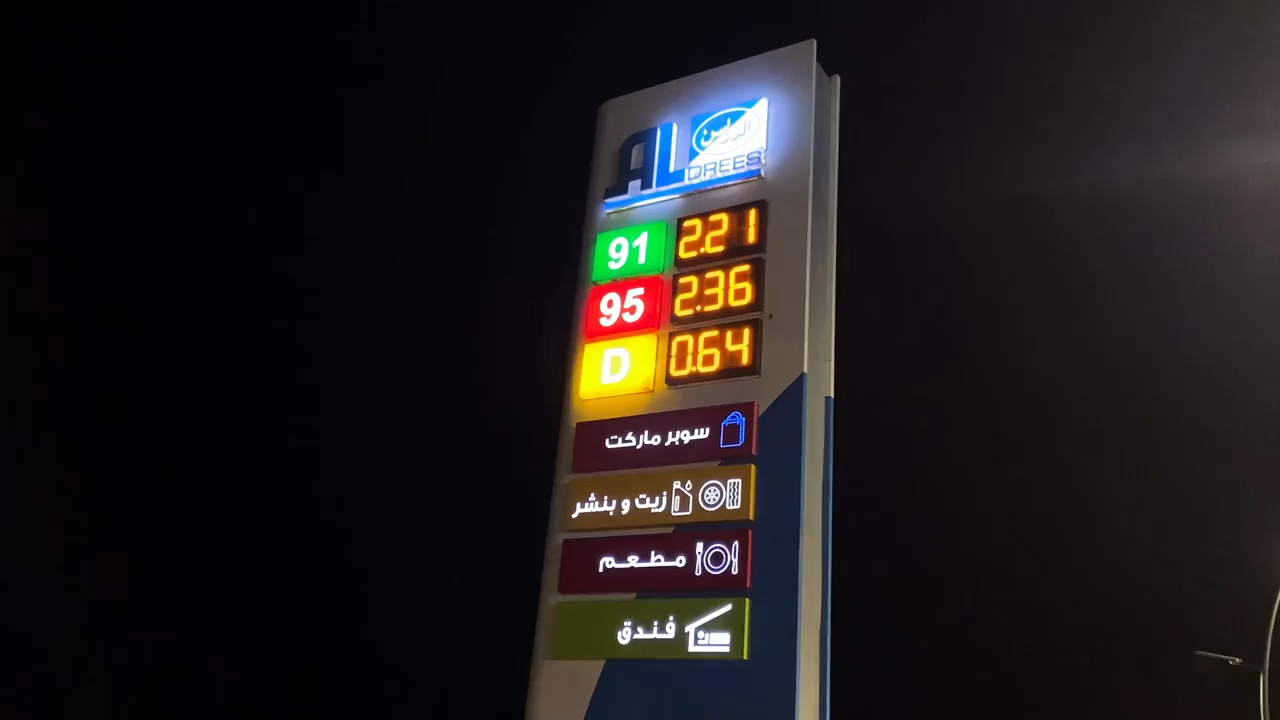 AL
الدريس
DREES
91 2.21
95 2.36
D 0.64
سوبر ماركت
زيت و بنشر
مطعم
فندق